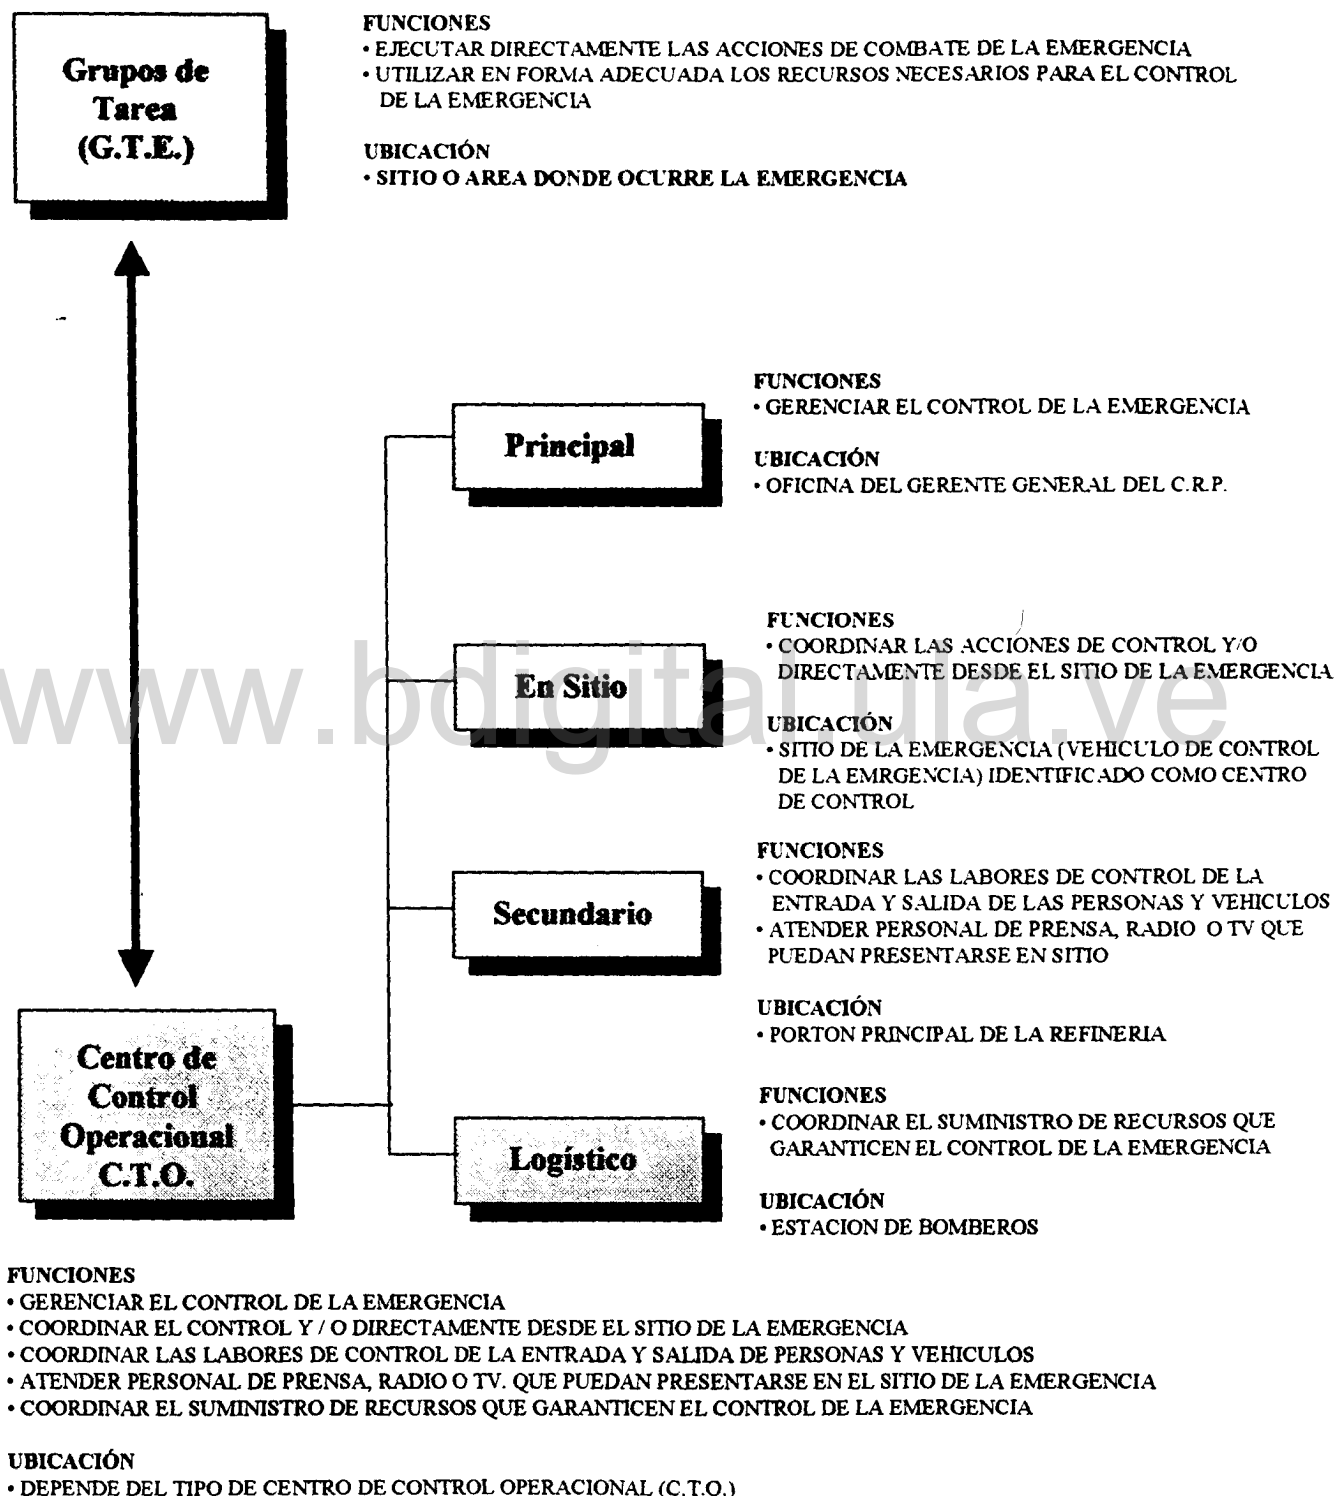 Grupos de
Tarea
(G.T.E.)
FUNCIONES
• EJECUTAR DIRECTAMENTE LAS ACCIONES DE COMBATE DE LA EMERGENCIA
• UTILIZAR EN FORMA ADECUADA LOS RECURSOS NECESARIOS PARA EL CONTROL
DE LA EMERGENCIA
UBICACIÓN
• SITIO O AREA DONDE OCURRE LA EMERGENCIA
Principal
FUNCIONES
• GERENCIAR EL CONTROL DE LA EMERGENCIA
UBICACIÓN
• OFICINA DEL GERENTE GENERAL DEL C.R.P.
En Sitio
FUNCIONES
• COORDINAR LAS ACCIONES DE CONTROL Y/O
DIRECTAMENTE DESDE EL SITIO DE LA EMERGENCIA
UBICACIÓN
• SITIO DE LA EMERGENCIA (VEHICULO DE CONTROL
DE LA EMRGENCIA) IDENTIFICADO COMO CENTRO
DE CONTROL
www.bdigital.ula.ve
Secundario
FUNCIONES
• COORDINAR LAS LABORES DE CONTROL DE LA
ENTRADA Y SALIDA DE LAS PERSONAS Y VEHICULOS
• ATENDER PERSONAL DE PRENSA, RADIO O TV QUE
PUEDAN PRESENTARSE EN SITIO
UBICACIÓN
• PORTON PRINCIPAL DE LA REFINERIA
Centro de
Control
Operacional
C.T.O.
Logístico
FUNCIONES
• COORDINAR EL SUMINISTRO DE RECURSOS QUE
GARANTICEN EL CONTROL DE LA EMERGENCIA
UBICACIÓN
• ESTACION DE BOMBEROS
FUNCIONES
• GERENCIAR EL CONTROL DE LA EMERGENCIA
• COORDINAR EL CONTROL Y / O DIRECTAMENTE DESDE EL SITIO DE LA EMERGENCIA
• COORDINAR LAS LABORES DE CONTROL DE LA ENTRADA Y SALIDA DE PERSONAS Y VEHICULOS
• ATENDER PERSONAL DE PRENSA, RADIO O TV. QUE PUEDAN PRESENTARSE EN EL SITIO DE LA EMERGENCIA
• COORDINAR EL SUMINISTRO DE RECURSOS QUE GARANTICEN EL CONTROL DE LA EMERGENCIA
UBICACIÓN
• DEPENDE DEL TIPO DE CENTRO DE CONTROL OPERACIONAL (C.T.O.)